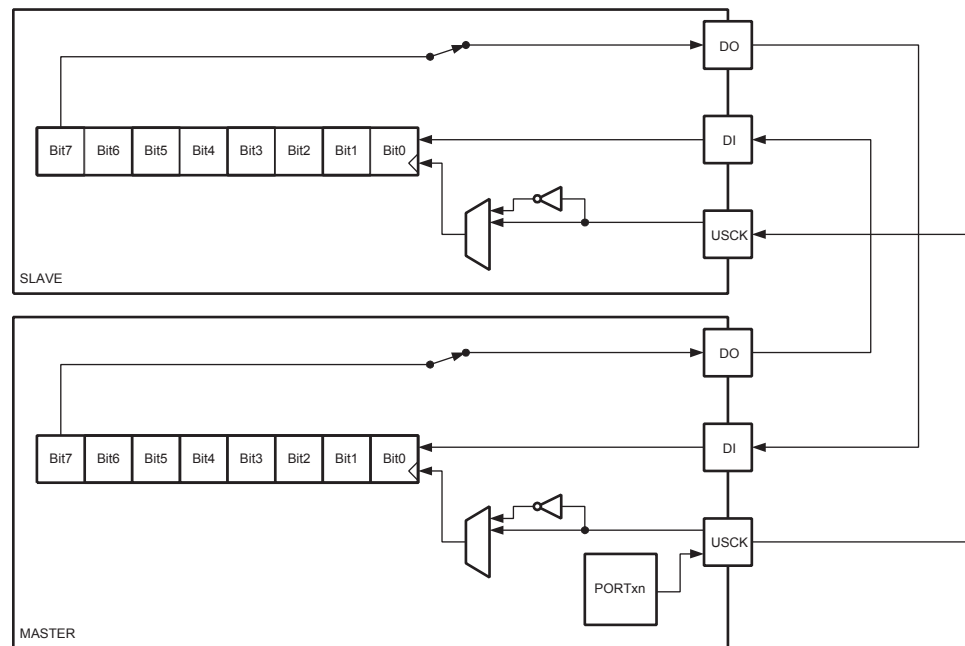 DO
Bit7 Bit6 Bit5 Bit4 Bit3 Bit2 Bit1 Bit0
DI
USCK
SLAVE
DO
Bit7 Bit6 Bit5 Bit4 Bit3 Bit2 Bit1 Bit0
DI
USCK
PORTxn
MASTER